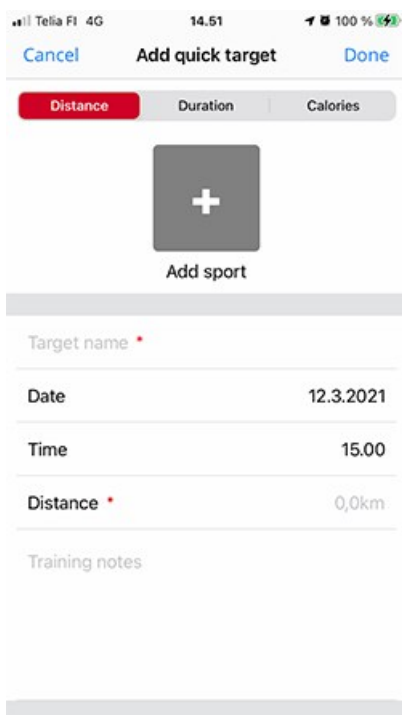 Telia FI 4G 14.51 100 %
Cancel Add quick target Done
Distance Duration Calories
Add sport
Target name *
Date 12.3.2021
Time 15.00
Distance * 0,0km
Training notes